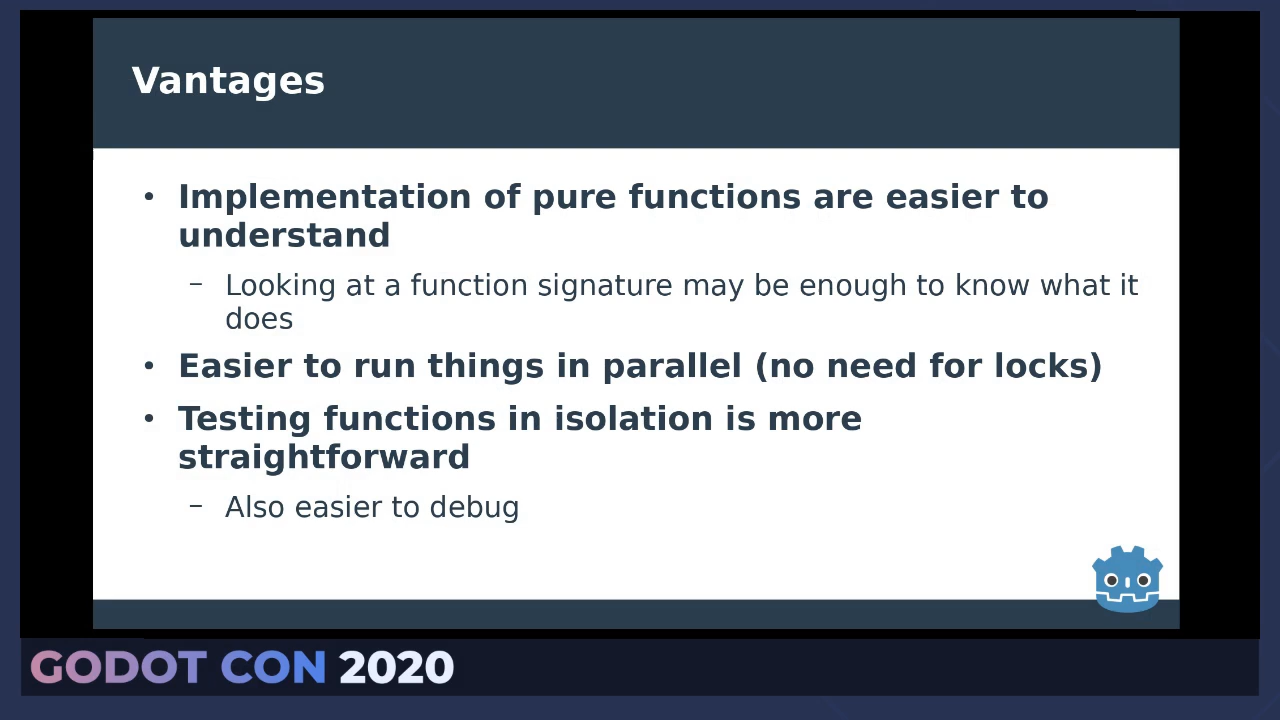 Vantages
• Implementation of pure functions are easier to
understand
– Looking at a function signature may be enough to know what it
does
• Easier to run things in parallel (no need for locks)
• Testing functions in isolation is more
straightforward
– Also easier to debug
GODOT CON 2020